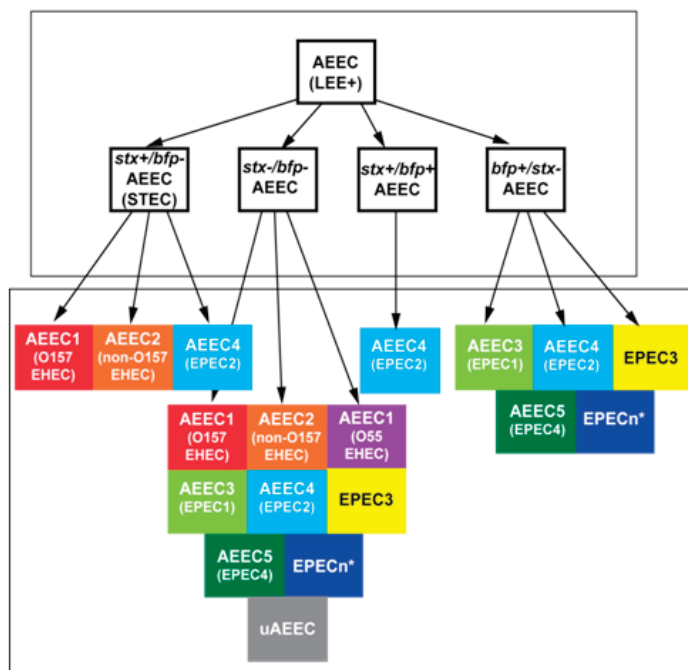 AEEC
(LEE+)
stx+/bfp-
AEEC
(STEC)
stx-/bfp-
AEEC
stx+/bfp+
AEEC
bfp+/stx-
AEEC
AEEC1
(O157
EHEC)
AEEC2
(non-O157
EHEC)
AEEC4
(EPEC2)
AEEC4
(EPEC2)
AEEC3
(EPEC1)
AEEC4
(EPEC2)
EPEC3
AEEC5
(EPEC4)
EPECn*
AEEC1
(O157
EHEC)
AEEC2
(non-O157
EHEC)
AEEC1
(O55
EHEC)
AEEC3
(EPEC1)
AEEC4
(EPEC2)
EPEC3
AEEC5
(EPEC4)
EPECn*
uAEEC